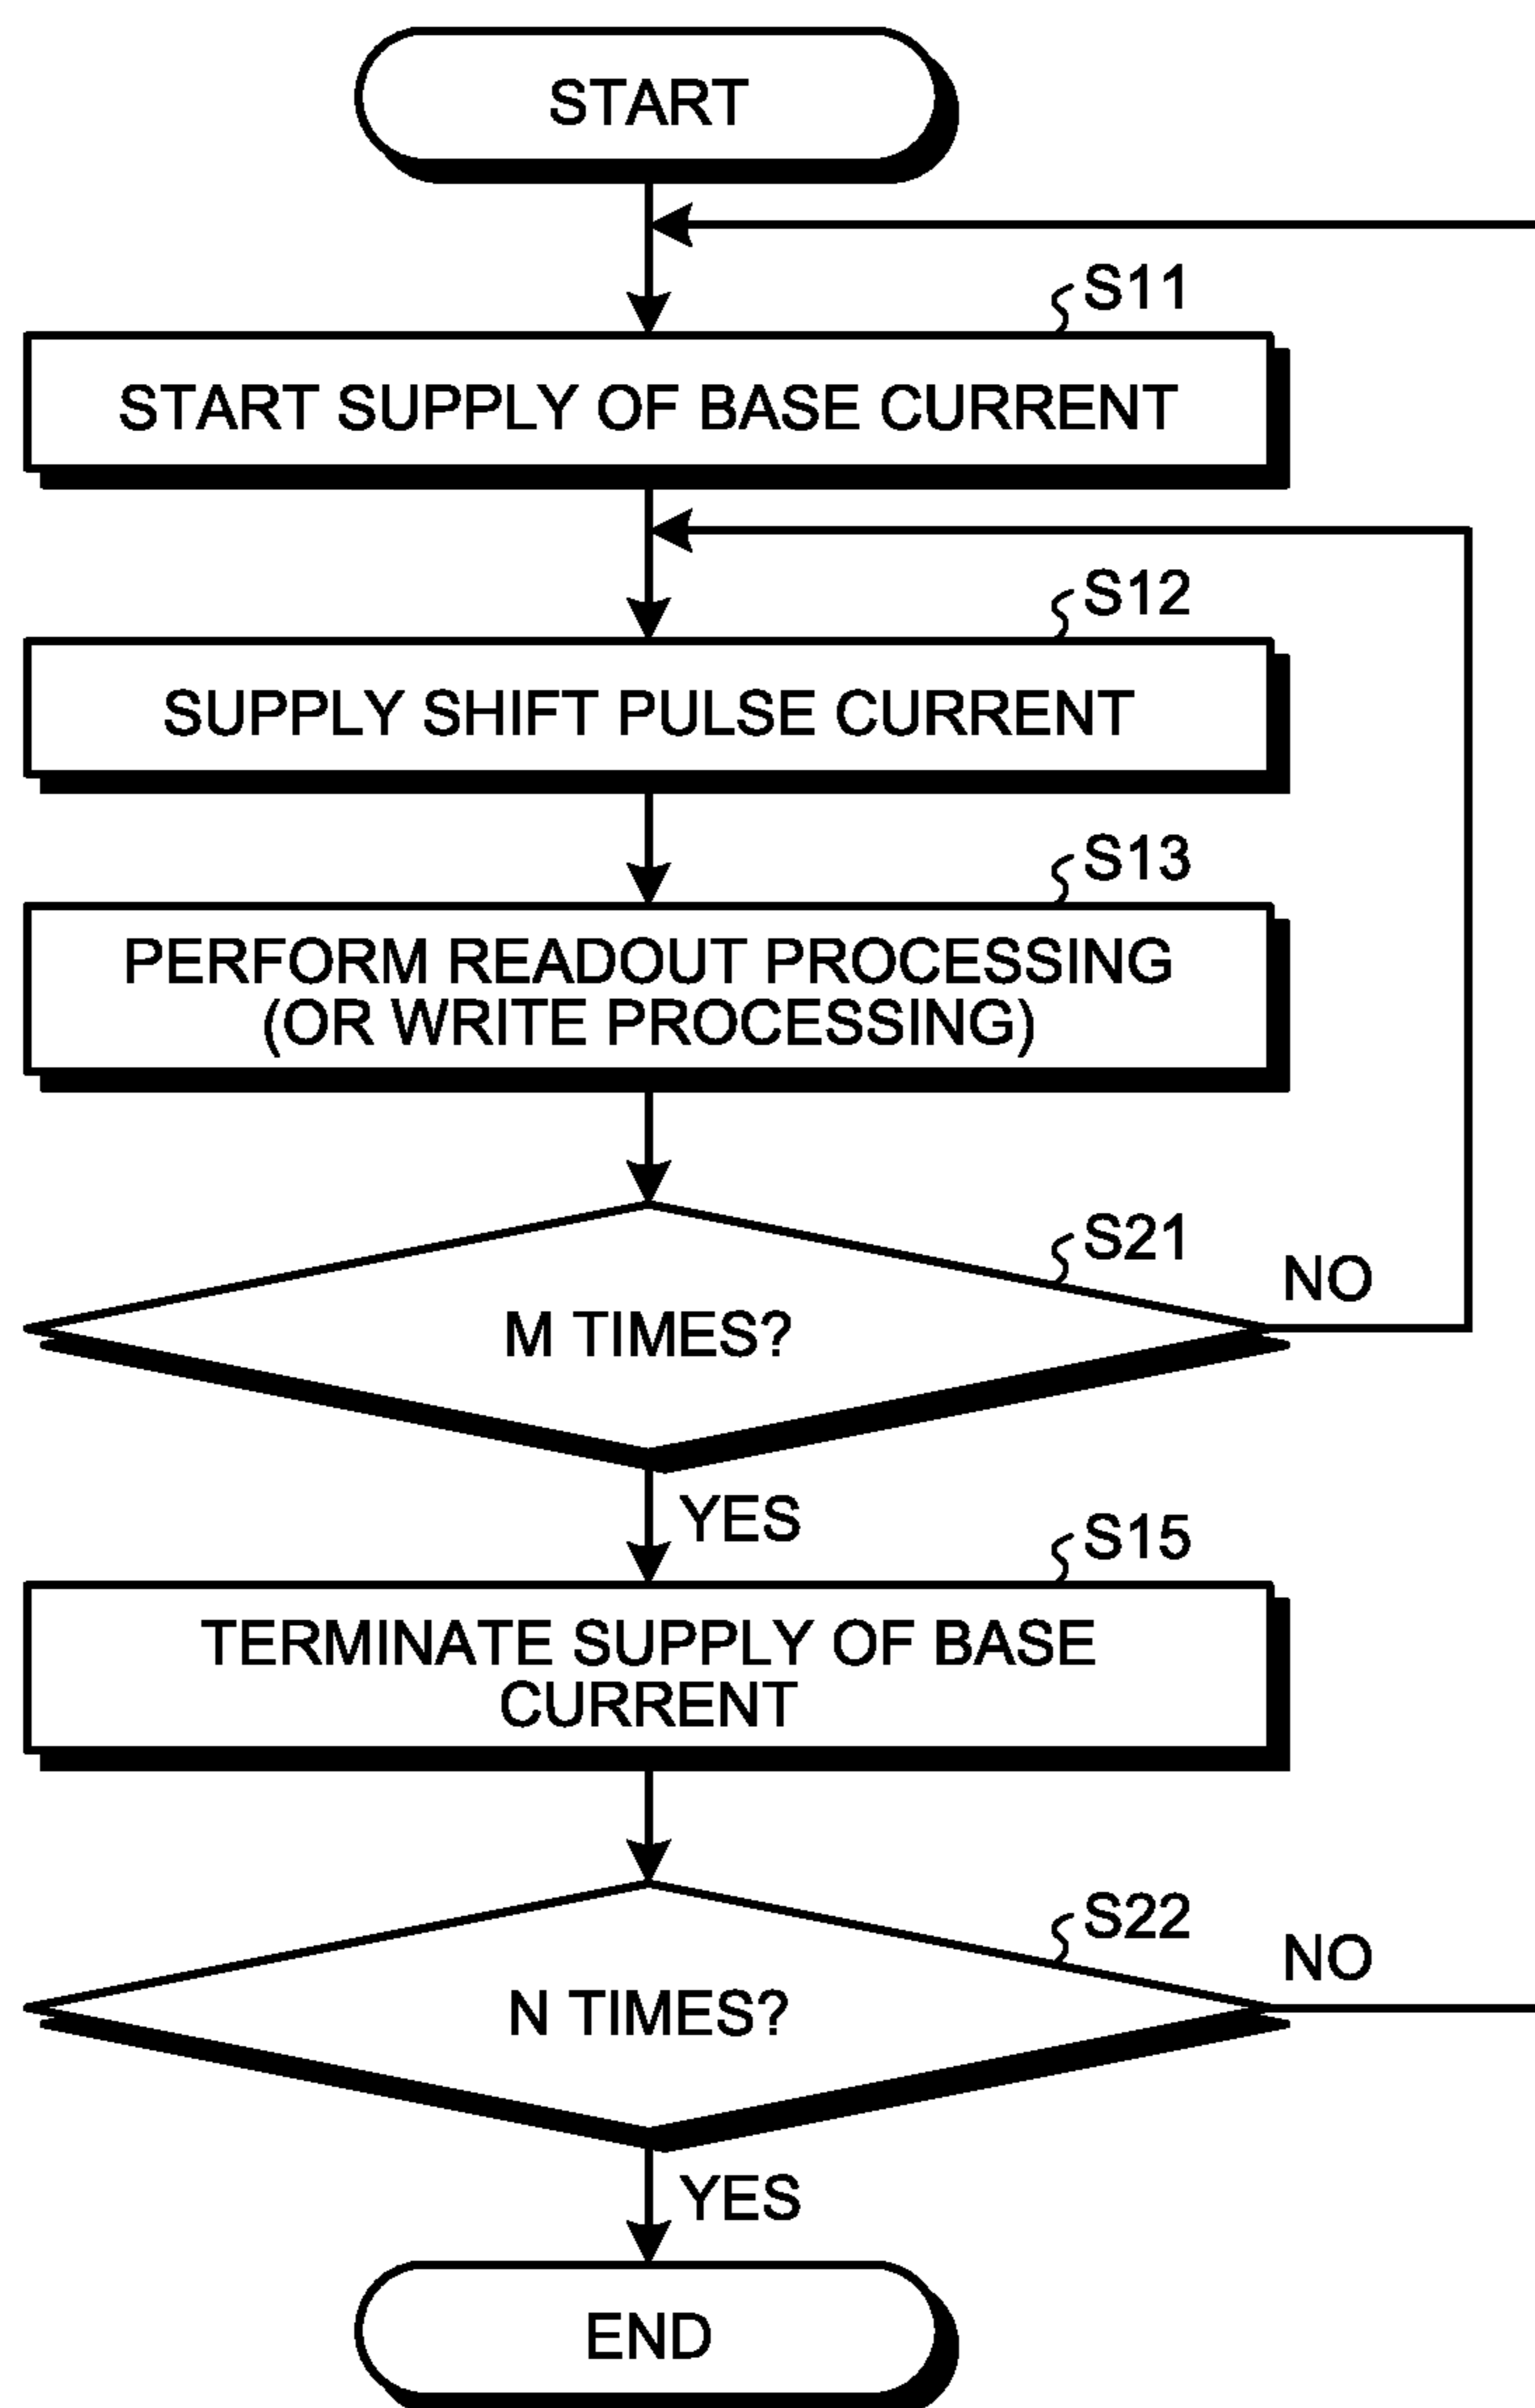 START
S11
START SUPPLY OF BASE CURRENT
S12
SUPPLY SHIFT PULSE CURRENT
S13
PERFORM READOUT PROCESSING
(OR WRITE PROCESSING)
S21
NO
M TIMES?
YES
S15
TERMINATE SUPPLY OF BASE
CURRENT
S22
NO
N TIMES?
YES
END